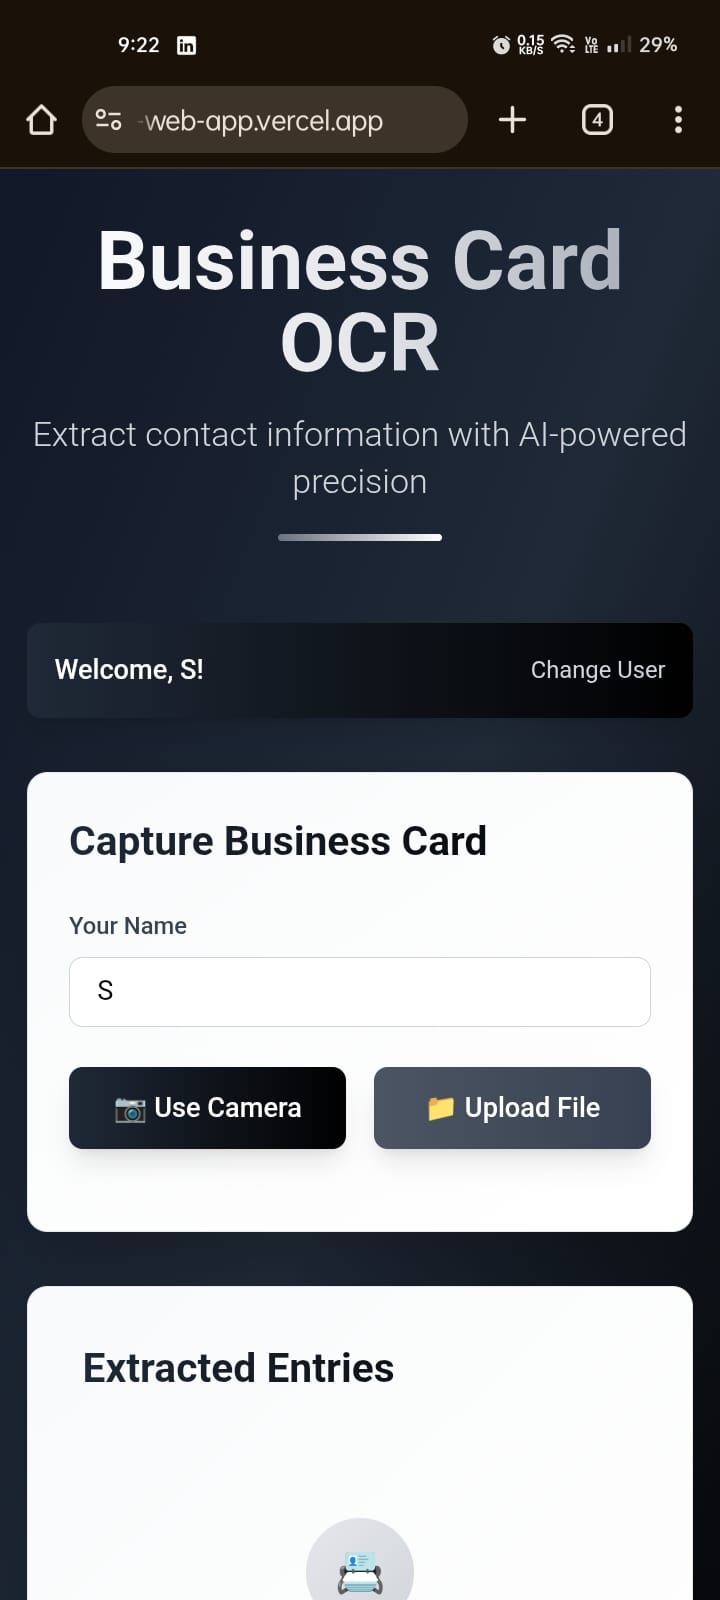 9:22 in 0.15 KB/S Vo LTE 29%
-web-app.vercel.app 4
Business Card
OCR
Extract contact information with AI-powered
precision
Welcome, S! Change User
Capture Business Card
Your Name
S
Use Camera Upload File
Extracted Entries